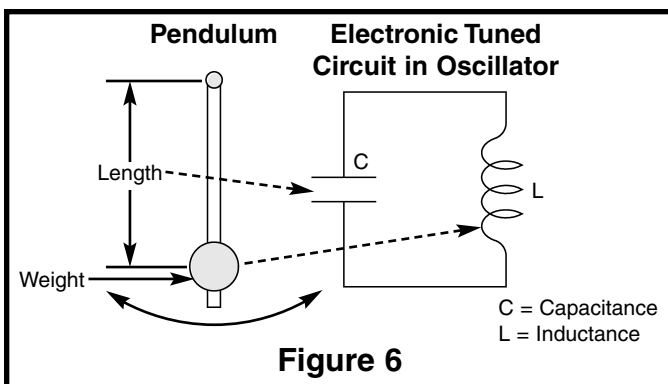 Pendulum
Electronic Tuned
Circuit in Oscillator
C
Length
L
Weight
C = Capacitance
L = Inductance
Figure 6